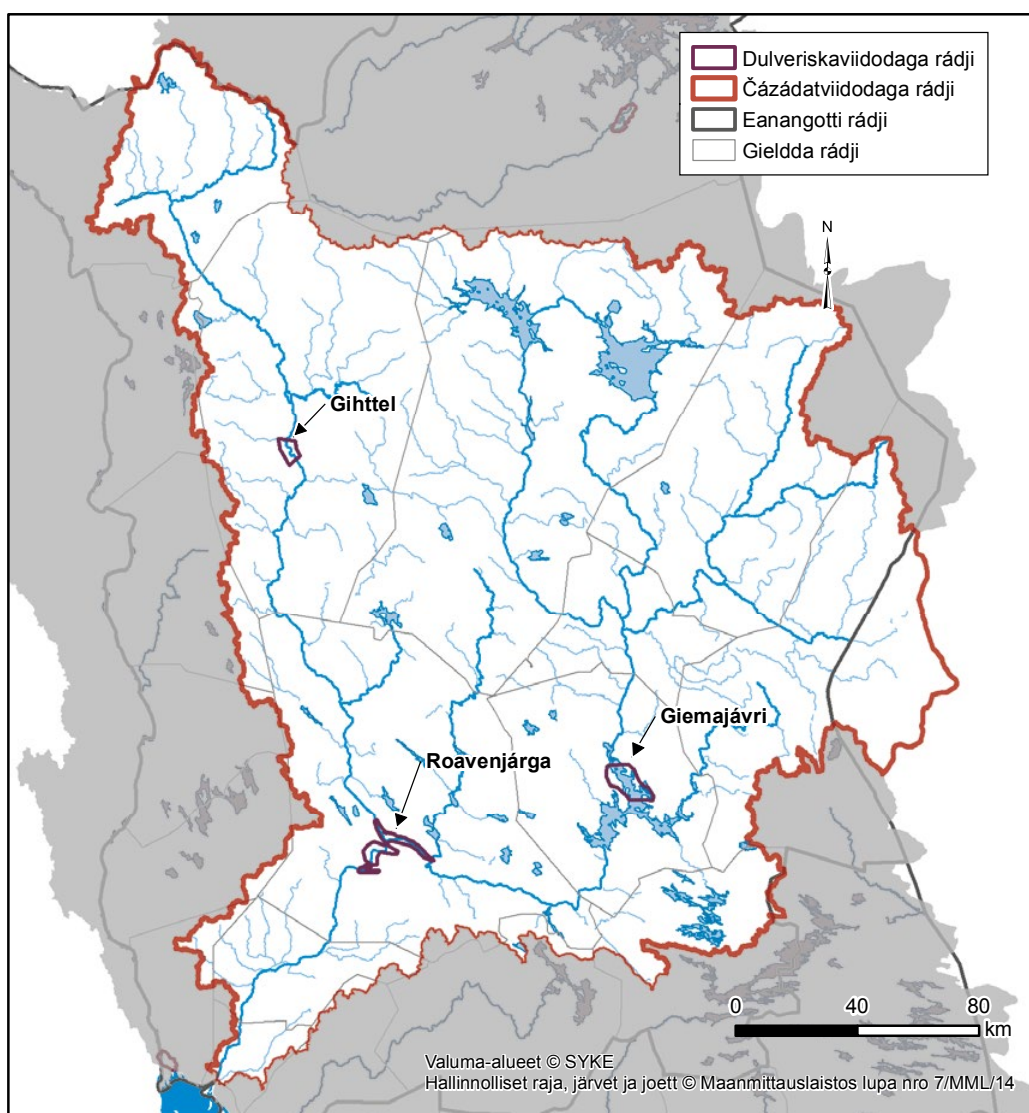 Dulveriskaviidodaga rádji
Čázádatviidodaga rádji
Eanangotti rádji
Gieldda rádji
N
Gihttel
Giemajávri
Roavenjárga
0 40 80
km
Valuma-alueet © SYKE
Hallinnolliset raja, järvet ja joett © Maanmittauslaistos lupa nro 7/MML/14